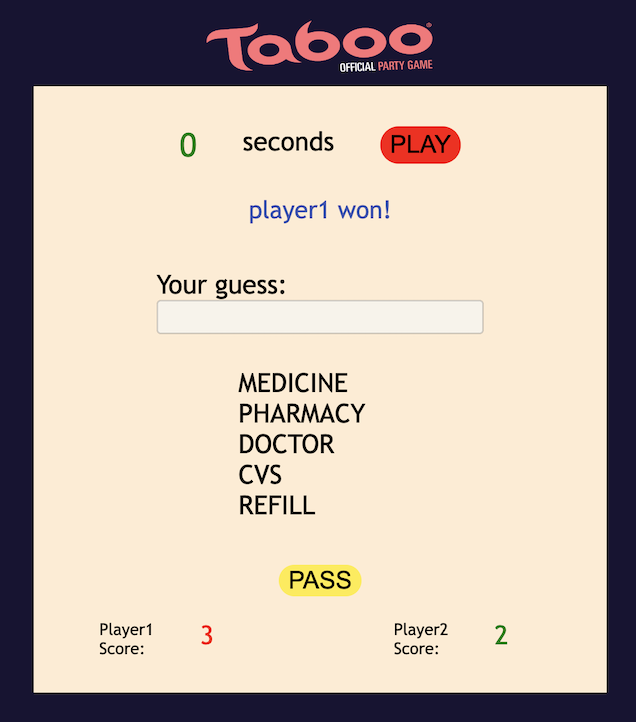 Taboo
OFFICIAL PARTY GAME
0 seconds PLAY
player1 won!
Your guess:
MEDICINE
PHARMACY
DOCTOR
CVS
REFILL
PASS
Player1
Score: 3
Player2
Score: 2